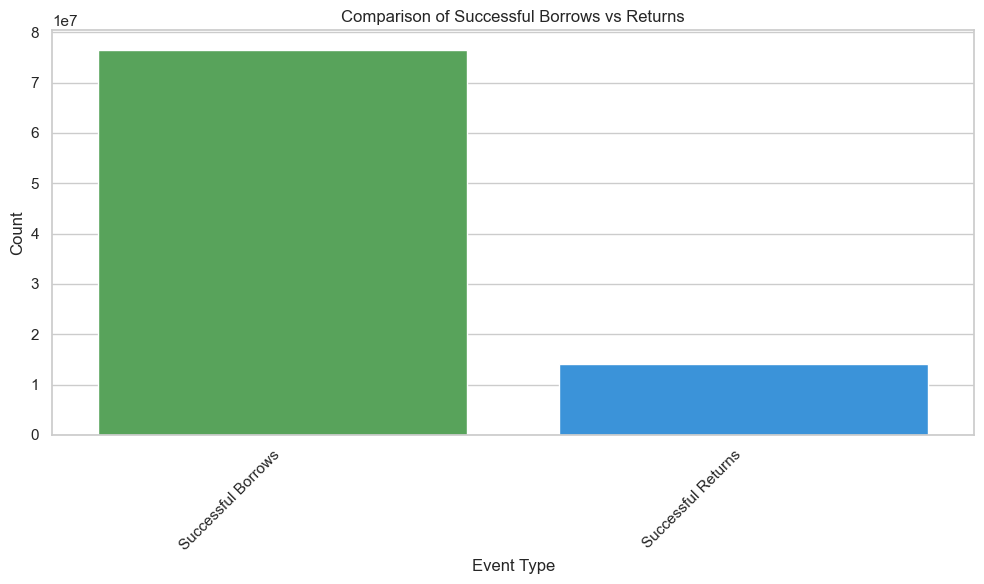 Comparison of Successful Borrows vs Returns
1e7
8
7
6
5
4
3
2
1
0
Count
Successful Borrows
Successful Returns
Event Type